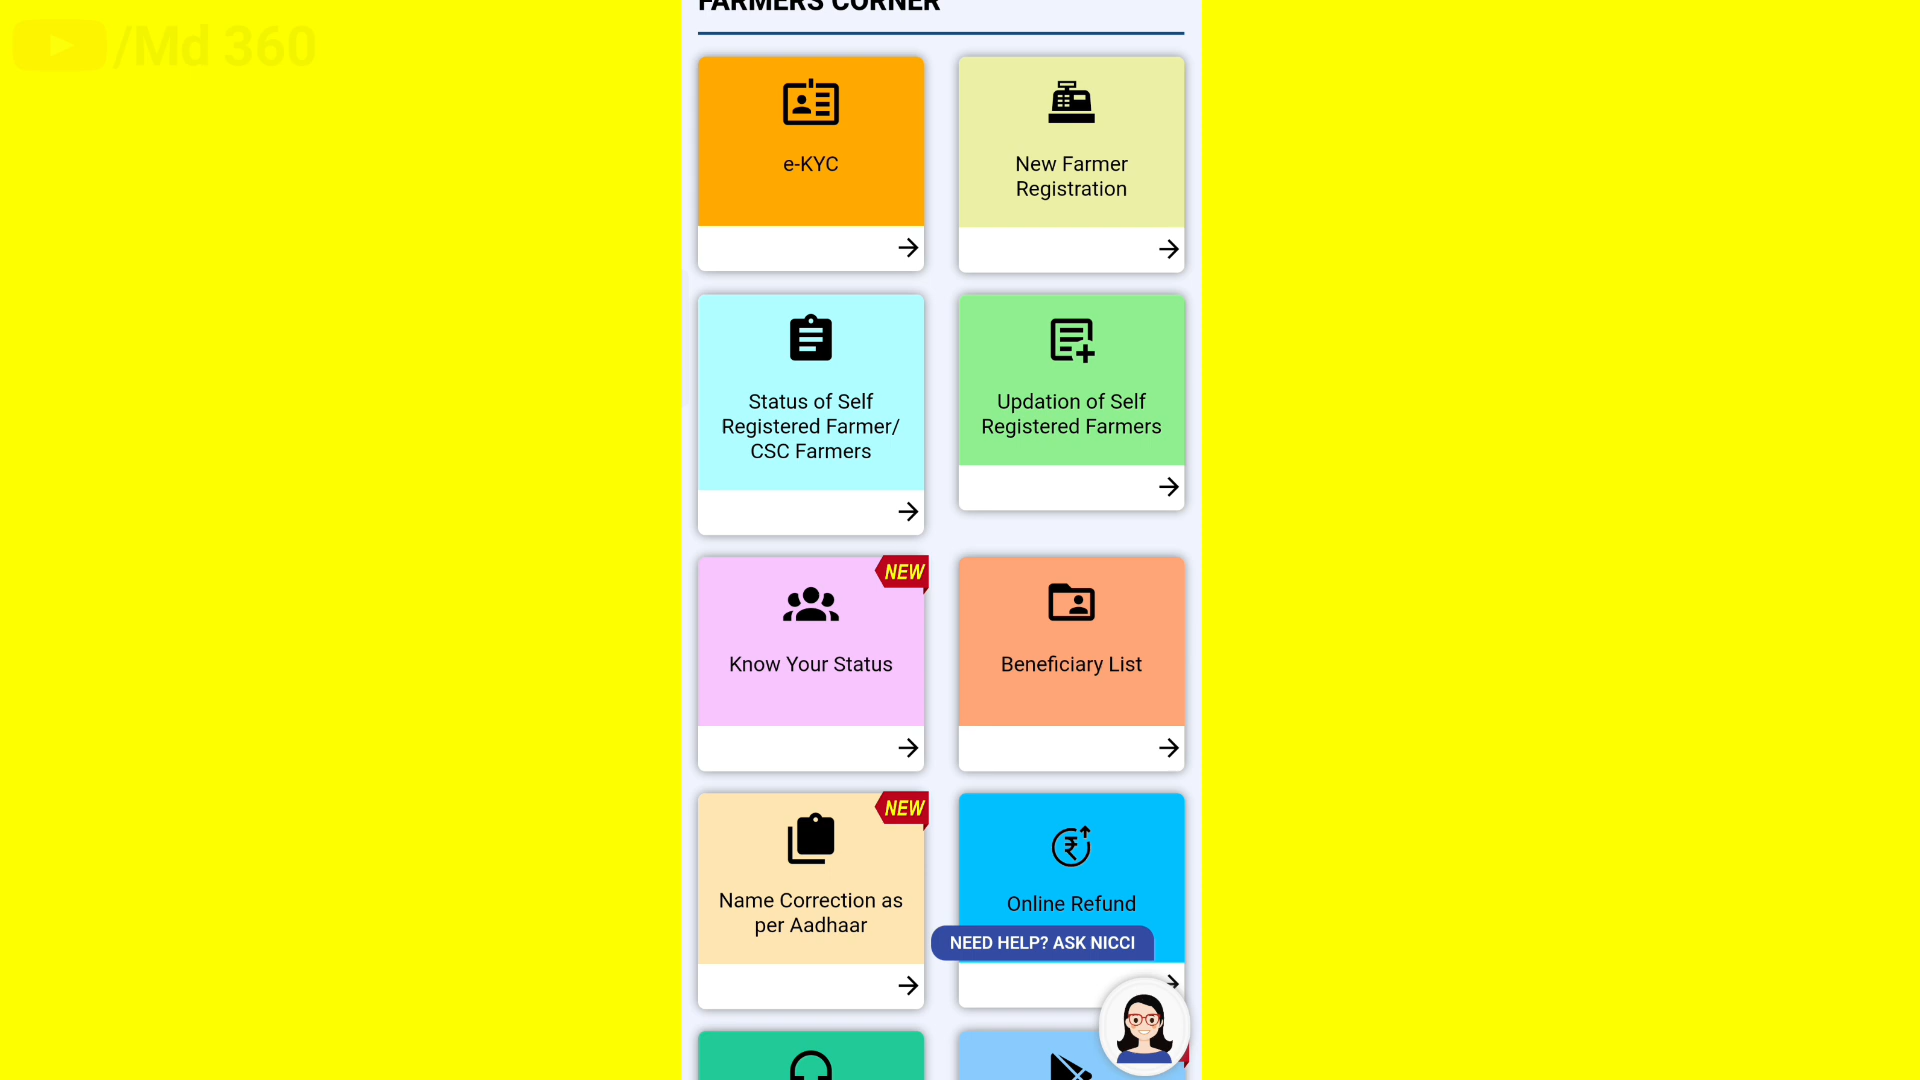 /Md 360
FARMERS CORNER
e-KYC
New Farmer
Registration
Status of Self
Registered Farmer/
CSC Farmers
Updation of Self
Registered Farmers
NEW
Know Your Status
Beneficiary List
NEW
Name Correction as
per Aadhaar
Online Refund
NEED HELP? ASK NICCI